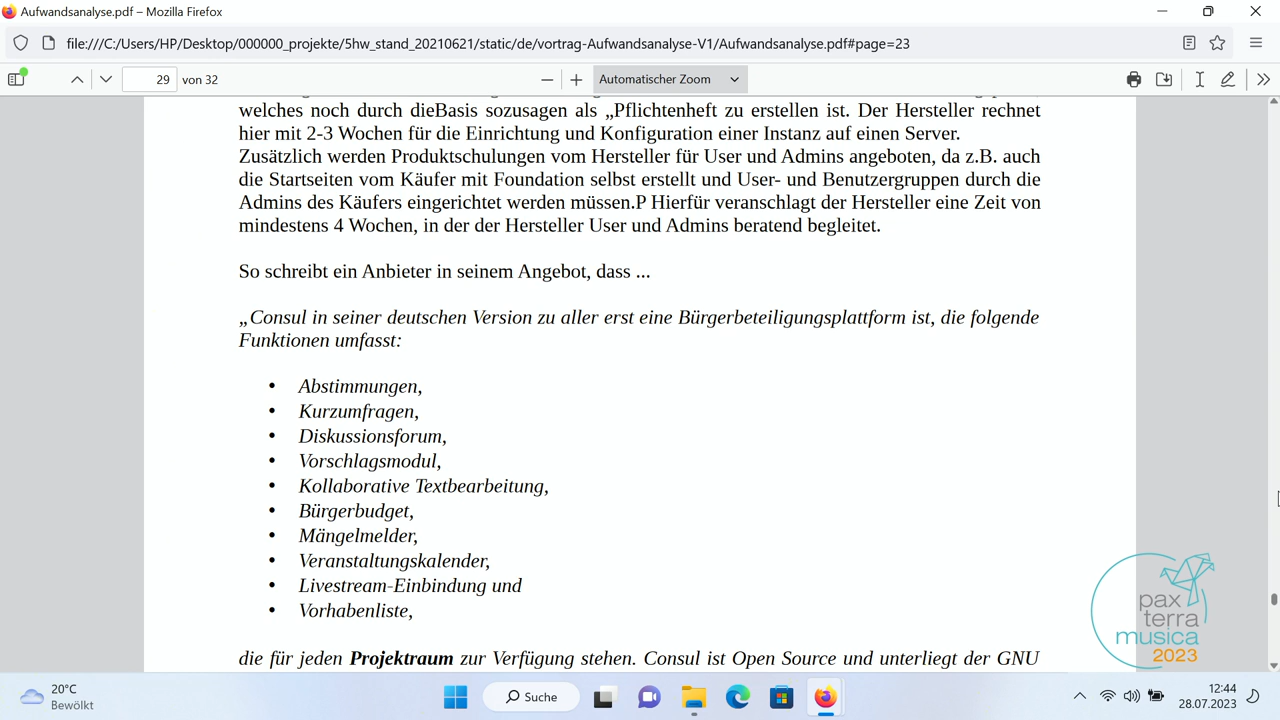 Aufwandsanalyse.pdf – Mozilla Firefox
file:///C:/Users/HP/Desktop/000000_projekte/5hw_stand_20210621/static/de/vortrag-Aufwandsanalyse-V1/Aufwandsanalyse.pdf#page=23
29 von 32 Automatischer Zoom
welches noch durch dieBasis sozusagen als „Pflichtenheft zu erstellen ist. Der Hersteller rechnet
hier mit 2-3 Wochen für die Einrichtung und Konfiguration einer Instanz auf einen Server.
Zusätzlich werden Produktschulungen vom Hersteller für User und Admins angeboten, da z.B. auch
die Startseiten vom Käufer mit Foundation selbst erstellt und User- und Benutzergruppen durch die
Admins des Käufers eingerichtet werden müssen.P Hierfür veranschlagt der Hersteller eine Zeit von
mindestens 4 Wochen, in der der Hersteller User und Admins beratend begleitet.
So schreibt ein Anbieter in seinem Angebot, dass ...
„Consul in seiner deutschen Version zu aller erst eine Bürgerbeteiligungsplattform ist, die folgende
Funktionen umfasst:
• Abstimmungen,
• Kurzumfragen,
• Diskussionsforum,
• Vorschlagsmodul,
• Kollaborative Textbearbeitung,
• Bürgerbudget,
• Mängelmelder,
• Veranstaltungskalender,
• Livestream-Einbindung und
• Vorhabenliste,
die für jeden Projektraum zur Verfügung stehen. Consul ist Open Source und unterliegt der GNU
pax
terra
musica
2023
20°C
Bewölkt
Suche
12:44
28.07.2023